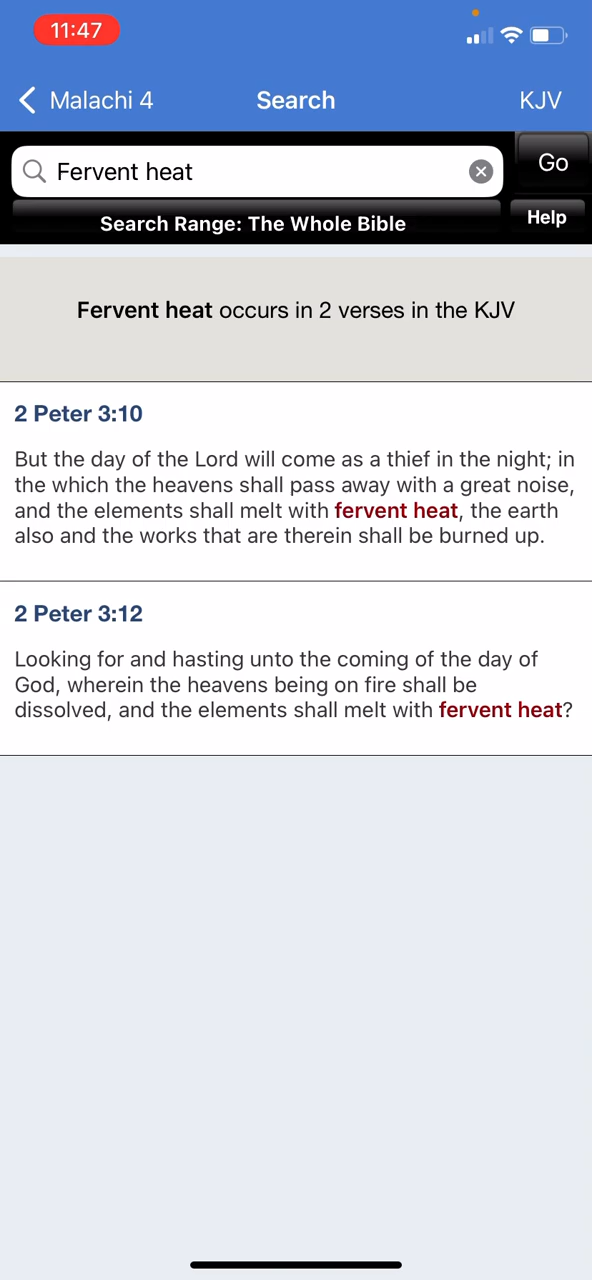 11:47
Malachi 4
Search
KJV
Fervent heat
Go
Search Range: The Whole Bible
Help
Fervent heat occurs in 2 verses in the KJV
2 Peter 3:10
But the day of the Lord will come as a thief in the night; in
the which the heavens shall pass away with a great noise,
and the elements shall melt with fervent heat, the earth
also and the works that are therein shall be burned up.
2 Peter 3:12
Looking for and hasting unto the coming of the day of
God, wherein the heavens being on fire shall be
dissolved, and the elements shall melt with fervent heat?